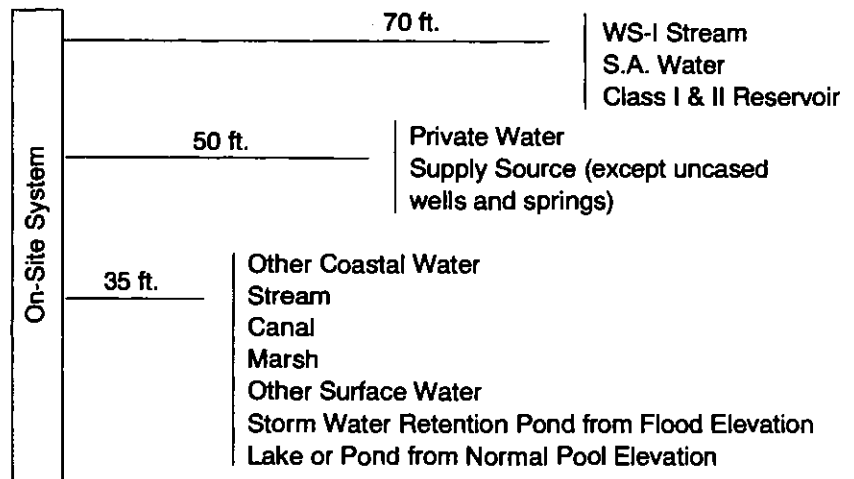 70 ft.
WS-I Stream
S.A. Water
Class I & II Reservoir
50 ft.
Private Water
Supply Source (except uncased
wells and springs)
On-Site System
35 ft.
Other Coastal Water
Stream
Canal
Marsh
Other Surface Water
Storm Water Retention Pond from Flood Elevation
Lake or Pond from Normal Pool Elevation